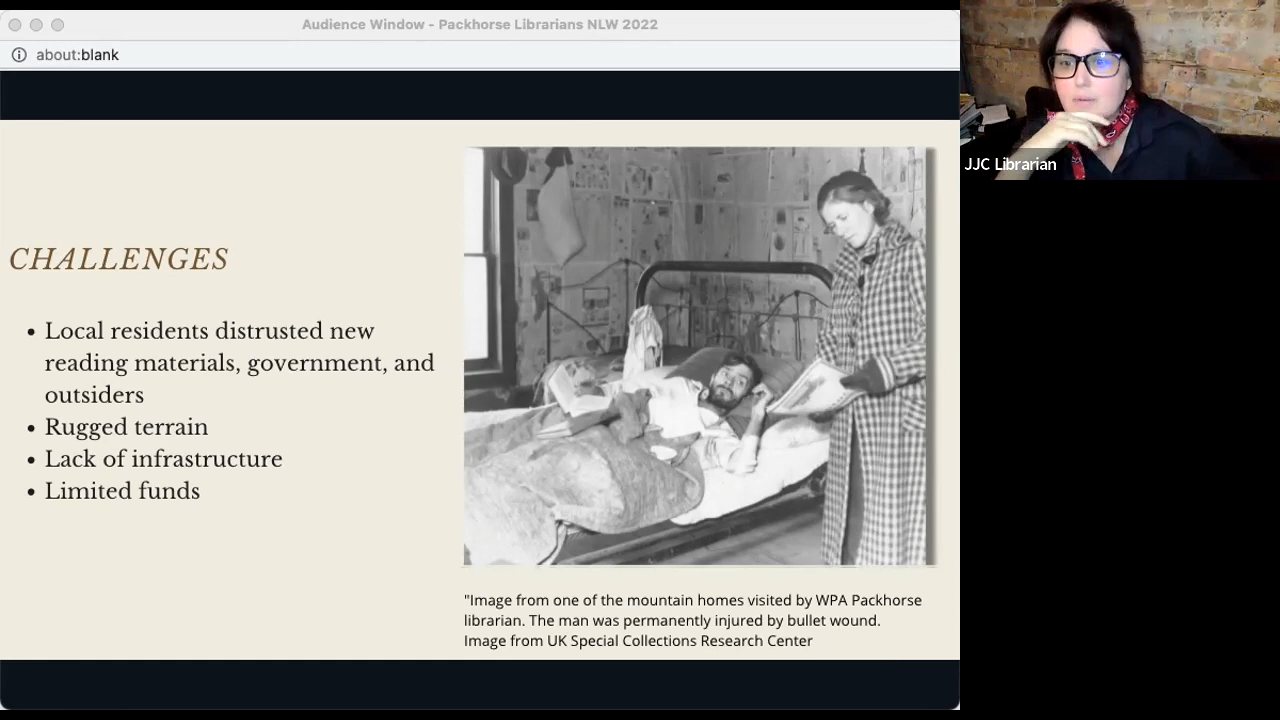 Audience Window - Packhorse Librarians NLW 2022
about:blank
JJC Librarian
CHALLENGES
• Local residents distrusted new
reading materials, government, and
outsiders
• Rugged terrain
• Lack of infrastructure
• Limited funds
"Image from one of the mountain homes visited by WPA Packhorse
librarian. The man was permanently injured by bullet wound.
Image from UK Special Collections Research Center